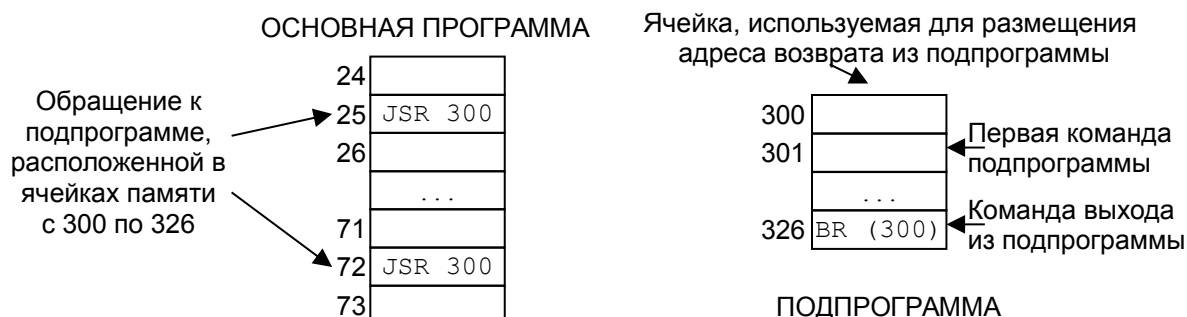 ОСНОВНАЯ ПРОГРАММА
24
25 JSR 300
26
...
71
72 JSR 300
73
Обращение к
подпрограмме,
расположенной в
ячейках памяти
с 300 по 326
Ячейка, используемая для размещения
адреса возврата из подпрограммы
300
301
...
326 BR (300)
Первая команда
подпрограммы
Команда выхода
из подпрограммы
ПОДПРОГРАММА